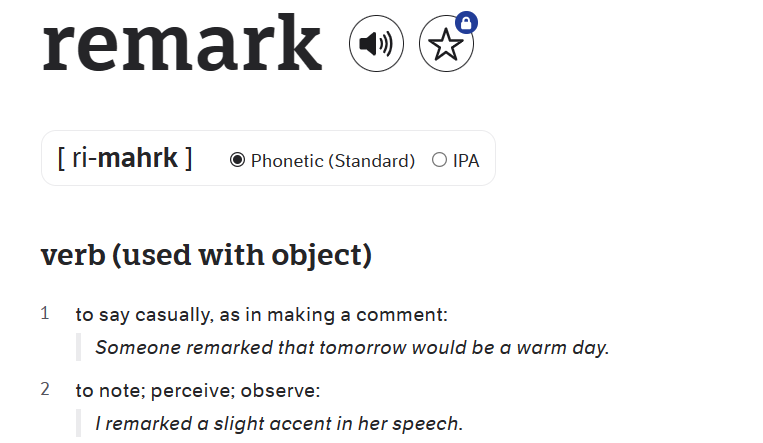 remark
[ ri-mahrk ] Phonetic (Standard) IPA
verb (used with object)
1 to say casually, as in making a comment:
Someone remarked that tomorrow would be a warm day.
2 to note; perceive; observe:
I remarked a slight accent in her speech.